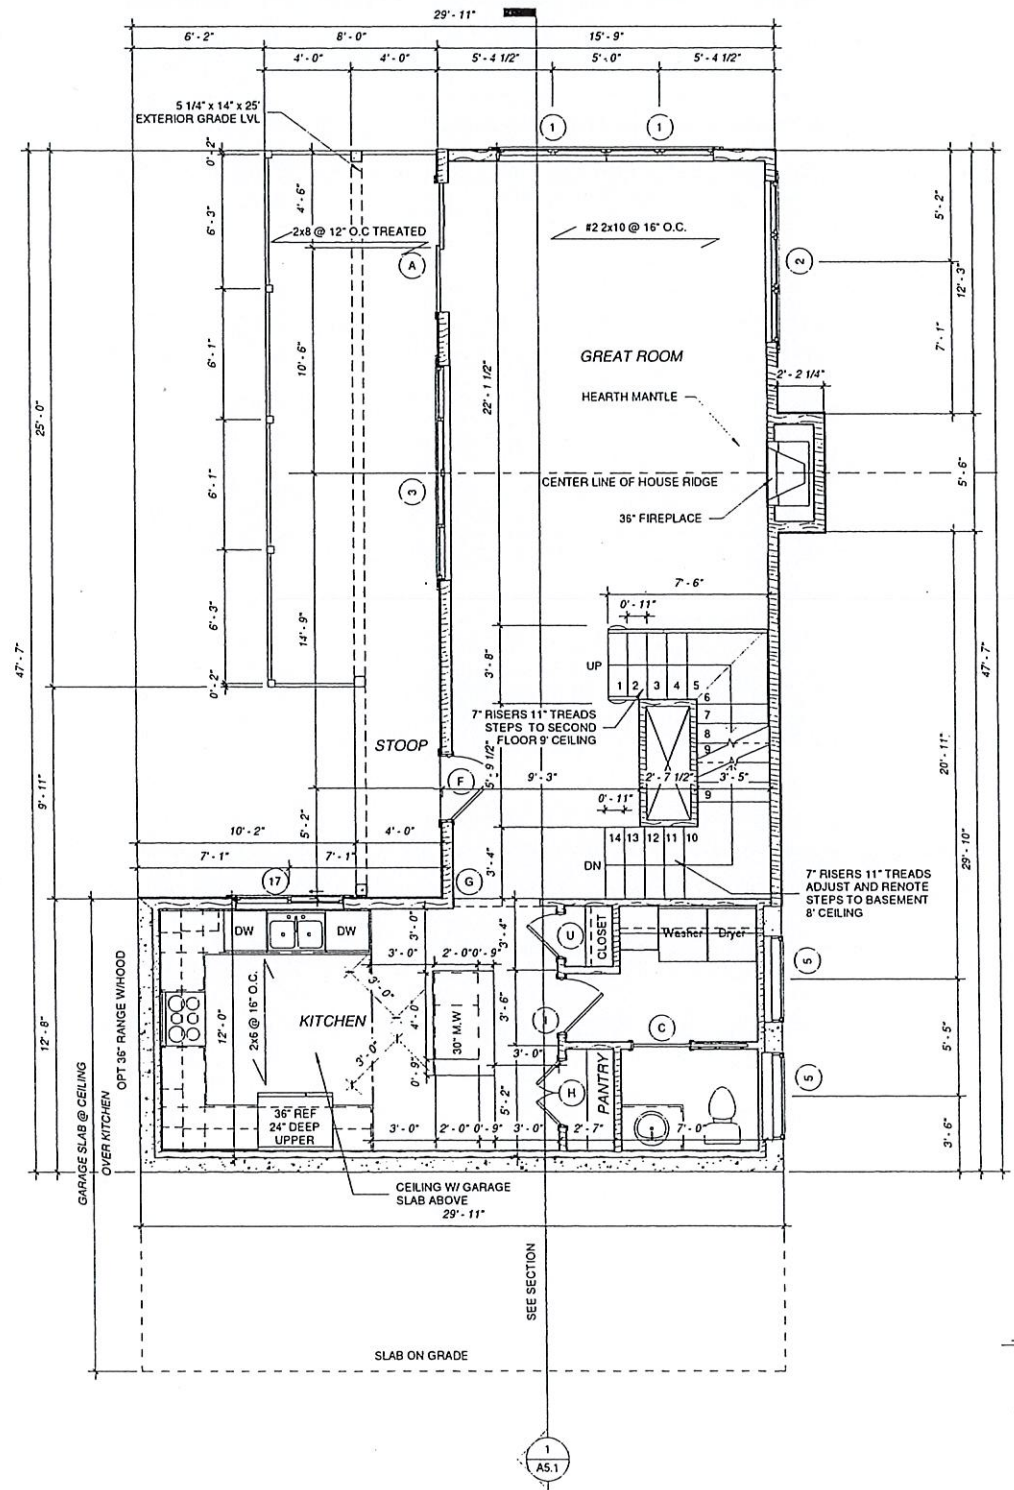 29' - 11"
6' - 2"
8' - 0"
15' - 9"
4' - 0"
4' - 0"
5' - 4 1/2"
5' - 0"
5' - 4 1/2"
5 1/4" x 14" x 25'
EXTERIOR GRADE LVL
1
1
0' - 2"
6' - 3"
4' - 6"
2x8 @ 12" O.C TREATED
A
#2 2x10 @ 16" O.C.
2
5' - 2"
12' - 3"
7' - 1"
6' - 1"
10' - 6"
22' - 1 1/2"
GREAT ROOM
2' - 2 1/4"
HEARTH MANTLE
25' - 0"
6' - 1"
3
CENTER LINE OF HOUSE RIDGE
36" FIREPLACE
5' - 6"
7' - 6"
0' - 11"
6' - 3"
14' - 9"
47' - 7"
0' - 2"
3' - 8"
UP
1 2 3 4 5
6
7
8
9
9
47' - 7"
7" RISERS 11" TREADS
STEPS TO SECOND
FLOOR 9' CEILING
STOOP
F
5' - 9 1/2"
9' - 3"
2' - 7 1/2"
3' - 5"
20' - 11"
0' - 11"
9' - 11"
10' - 2"
5' - 2"
4' - 0"
14 13 12 11 10
DN
7' - 1"
7' - 1"
3' - 4"
29' - 10"
17
G
7" RISERS 11" TREADS
ADJUST AND RENOTE
STEPS TO BASEMENT
8' CEILING
DW
DW
3' - 0"
3' - 4"
U
CLOSET
Washer
Dryer
3' - 0"
2' - 0"
0' - 9"
5
OPT 36" RANGE W/HOOD
12' - 8"
12' - 0"
2x6 @ 16" O.C.
KITCHEN
3' - 0"
3' - 0"
4' - 0"
30" M.W
0' - 9"
3' - 6"
I
3' - 0"
C
5' - 5"
GARAGE SLAB @ CEILING
OVER KITCHEN
36" REF
24" DEEP
UPPER
5' - 2"
H
PANTRY
5
3' - 0"
2' - 0"
0' - 9"
3' - 0"
2' - 7"
7' - 0"
3' - 6"
CEILING W/ GARAGE
SLAB ABOVE
29' - 11"
SEE SECTION
SLAB ON GRADE
1
A5.1